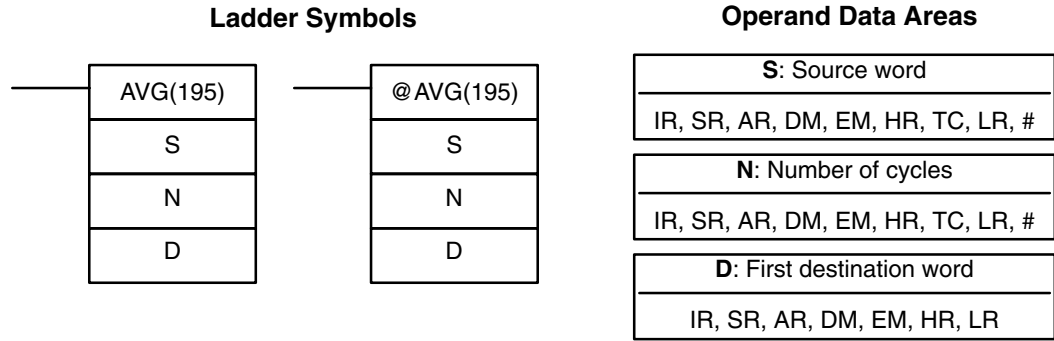 Ladder Symbols
AVG(195)
S
N
D
@AVG(195)
S
N
D
Operand Data Areas
S: Source word
IR, SR, AR, DM, EM, HR, TC, LR, #
N: Number of cycles
IR, SR, AR, DM, EM, HR, TC, LR, #
D: First destination word
IR, SR, AR, DM, EM, HR, LR